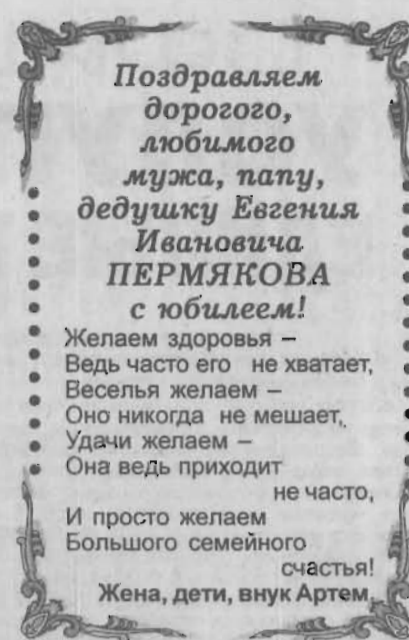 Поздравляем
дорогого,
любимого
мужа, папу,
дедушку Евгения
Ивановича
ПЕРМЯКОВА
с юбилеем!
Желаем здоровья –
Ведь часто его не хватает,
Веселья желаем –
Оно никогда не мешает,
Удачи желаем –
Она ведь приходит
не часто,
И просто желаем
Большого семейного
счастья!
Жена, дети, внук Артем.